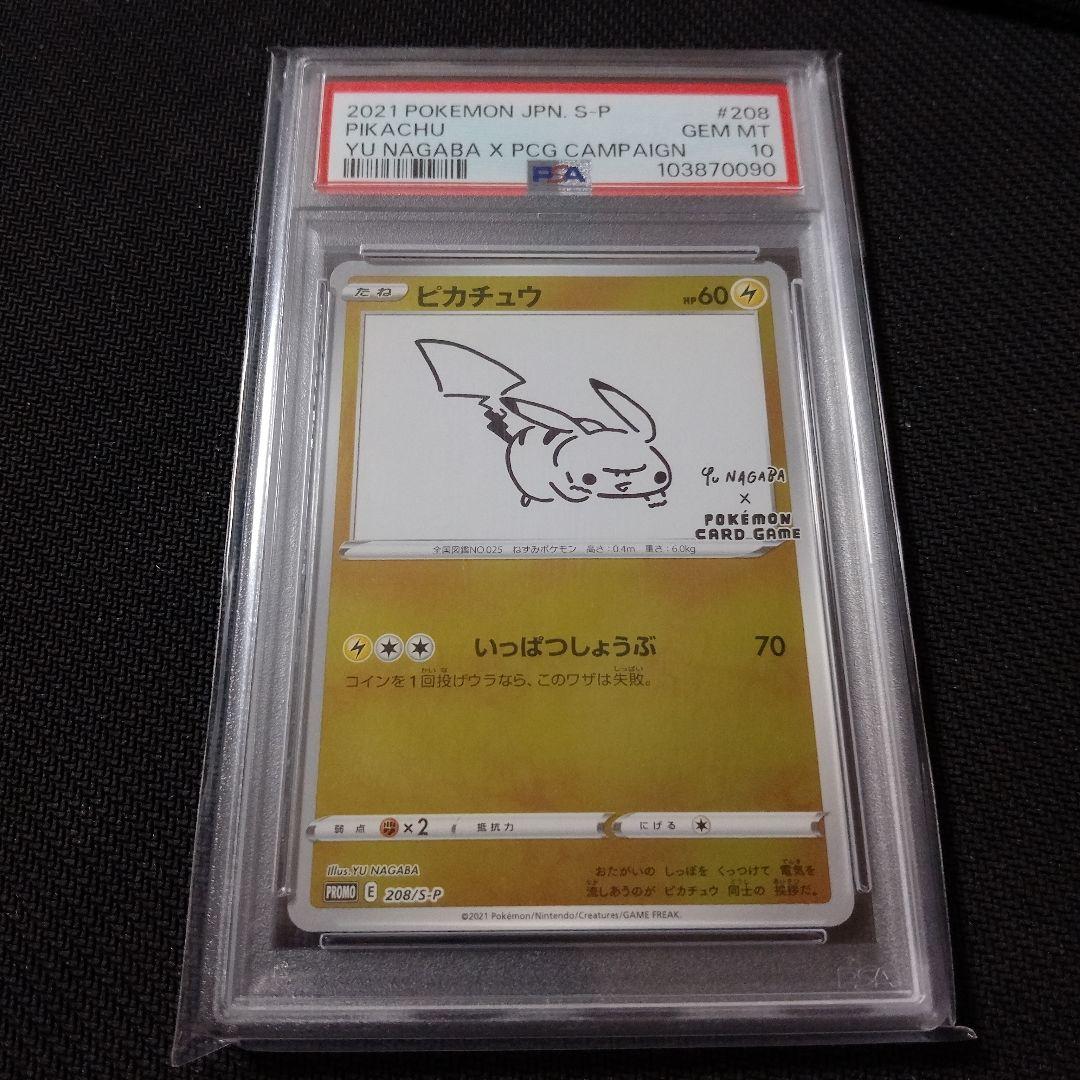 2021 POKEMON JPN. S-P #208
PIKACHU GEM MT
YU NAGABA X PCG CAMPAIGN 10
PSA 103870090
たね ピカチュウ HP60
YU NAGABA
×
POKÉMON
CARD GAME
全国図鑑NO.025 ねずみポケモン 高さ:0.4m 重さ:6.0kg
いっぱつしょうぶ 70
コインを1回投げウラなら、このワザは失敗。
弱点 ×2 抵抗力 にげる
Illus.YU NAGABA
おたがいの しっぽを くっつけて 電気を
PROMO E 208/S-P 流しあうのが ピカチュウ 同士の 挨拶だ。
©2021 Pokémon/Nintendo/Creatures/GAME FREAK.
PSA